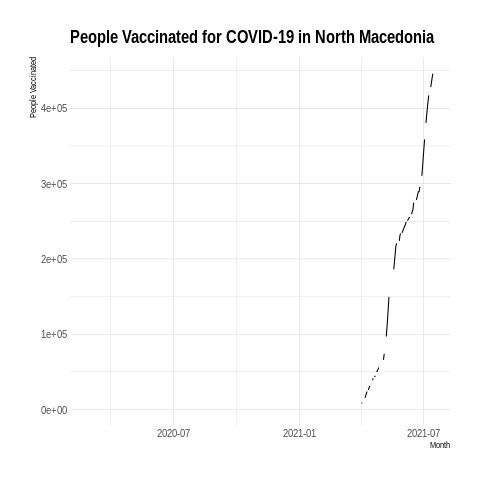 People Vaccinated for COVID-19 in North Macedonia
People Vaccinated
4e+05
3e+05
2e+05
1e+05
0e+00
2020-07
2021-01
2021-07
Month